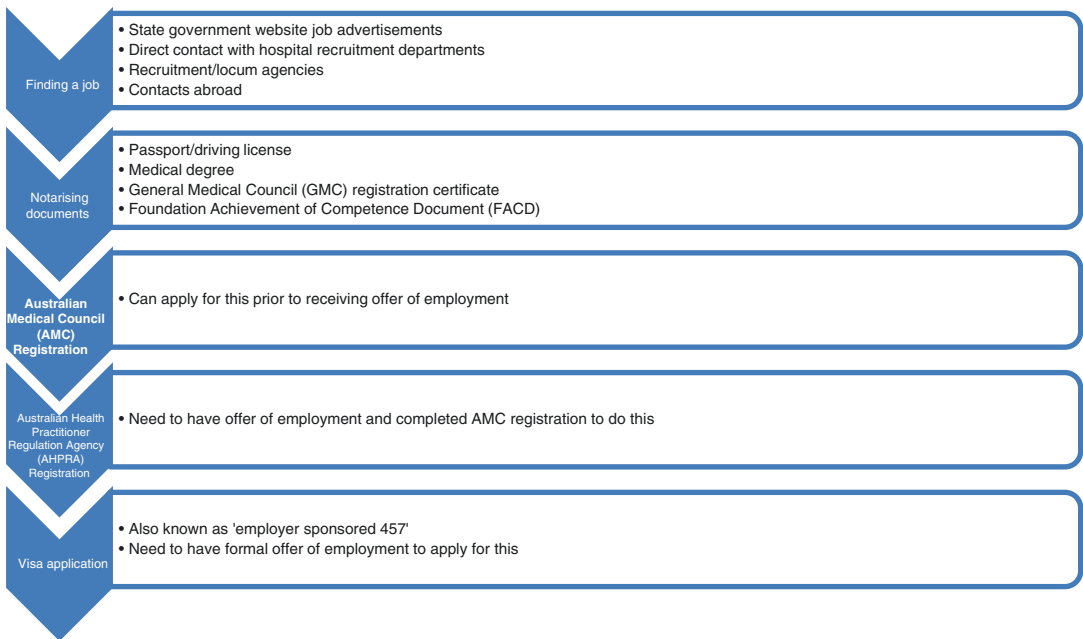 Finding a job
• State government website job advertisements
• Direct contact with hospital recruitment departments
• Recruitment/locum agencies
• Contacts abroad
Notarising
documents
• Passport/driving license
• Medical degree
• General Medical Council (GMC) registration certificate
• Foundation Achievement of Competence Document (FACD)
Australian
Medical Council
(AMC)
Registration
• Can apply for this prior to receiving offer of employment
Australian Health
Practitioner
Regulation Agency
(AHPRA)
Registration
• Need to have offer of employment and completed AMC registration to do this
Visa application
• Also known as 'employer sponsored 457'
• Need to have formal offer of employment to apply for this